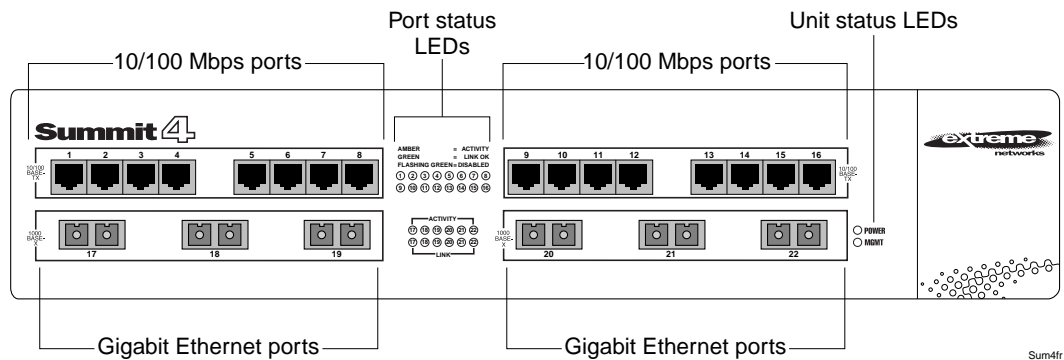 Port status
LEDs
Unit status LEDs
10/100 Mbps ports
10/100 Mbps ports
Summit 4
extreme
networks
AMBER = ACTIVITY
GREEN = LINK OK
FLASHING GREEN = DISABLED
1 2 3 4 5 6 7 8
9 10 11 12 13 14 15 16
10/100
BASE-
TX
1 2 3 4 5 6 7 8
9 10 11 12 13 14 15 16
10/100
BASE-
TX
ACTIVITY
17 18 19 20 21 22
17 18 19 20 21 22
LINK
1000
BASE-
X
17 18 19
1000
BASE-
X
20 21 22
POWER
MGMT
Gigabit Ethernet ports
Gigabit Ethernet ports